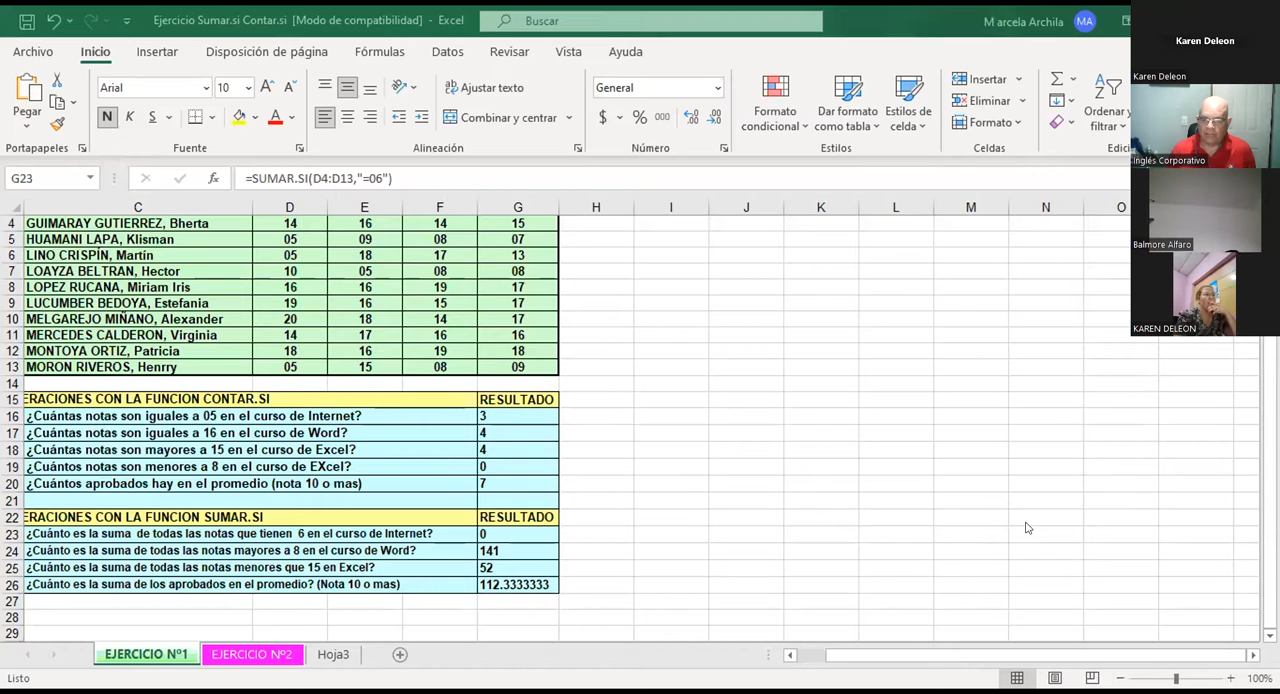 Ejercicio Sumar.si Contar.si [Modo de compatibilidad] - Excel
Buscar
Marcela Archila MA
Archivo Inicio Insertar Disposición de página Fórmulas Datos Revisar Vista Ayuda
Pegar
Arial 10
N K S
Ajustar texto
Combinar y centrar
General
$ % 000
Formato condicional
Dar formato como tabla
Estilos de celda
Insertar
Eliminar
Formato
Ordenar y filtrar
Portapapeles Fuente Alineación Número Estilos Celdas Edici
G23 fx =SUMAR.SI(D4:D13,"=06")
C D E F G H I J K L M N O
4 GUIMARAY GUTIERREZ, Bherta 14 16 14 15
5 HUAMANI LAPA, Klisman 05 09 08 07
6 LINO CRISPÍN, Martín 05 18 17 13
7 LOAYZA BELTRAN, Hector 10 05 08 08
8 LOPEZ RUCANA, Miriam Iris 16 16 19 17
9 LUCUMBER BEDOYA, Estefania 19 16 15 17
10 MELGAREJO MIÑANO, Alexander 20 18 14 17
11 MERCEDES CALDERON, Virginia 14 17 16 16
12 MONTOYA ORTIZ, Patricia 18 16 19 18
13 MORON RIVEROS, Henrry 05 15 08 09
14
15 ERACIONES CON LA FUNCION CONTAR.SI RESULTADO
16 ¿Cuántas notas son iguales a 05 en el curso de Internet? 3
17 ¿Cuántas notas son iguales a 16 en el curso de Word? 4
18 ¿Cuántas notas son mayores a 15 en el curso de Excel? 4
19 ¿Cuántos notas son menores a 8 en el curso de EXcel? 0
20 ¿Cuántos aprobados hay en el promedio (nota 10 o mas) 7
21
22 ERACIONES CON LA FUNCION SUMAR.SI RESULTADO
23 ¿Cuánto es la suma de todas las notas que tienen 6 en el curso de Internet? 0
24 ¿Cuánto es la suma de todas las notas mayores a 8 en el curso de Word? 141
25 ¿Cuánto es la suma de todas las notas menores que 15 en Excel? 52
26 ¿Cuánto es la suma de los aprobados en el promedio? (Nota 10 o mas) 112.3333333
27
28
29
EJERCICIO Nº1 EJERCICIO Nº2 Hoja3
Listo 100%
Karen Deleon
Karen Deleon
Inglés Corporativo
Balmore Alfaro
KAREN DELEON